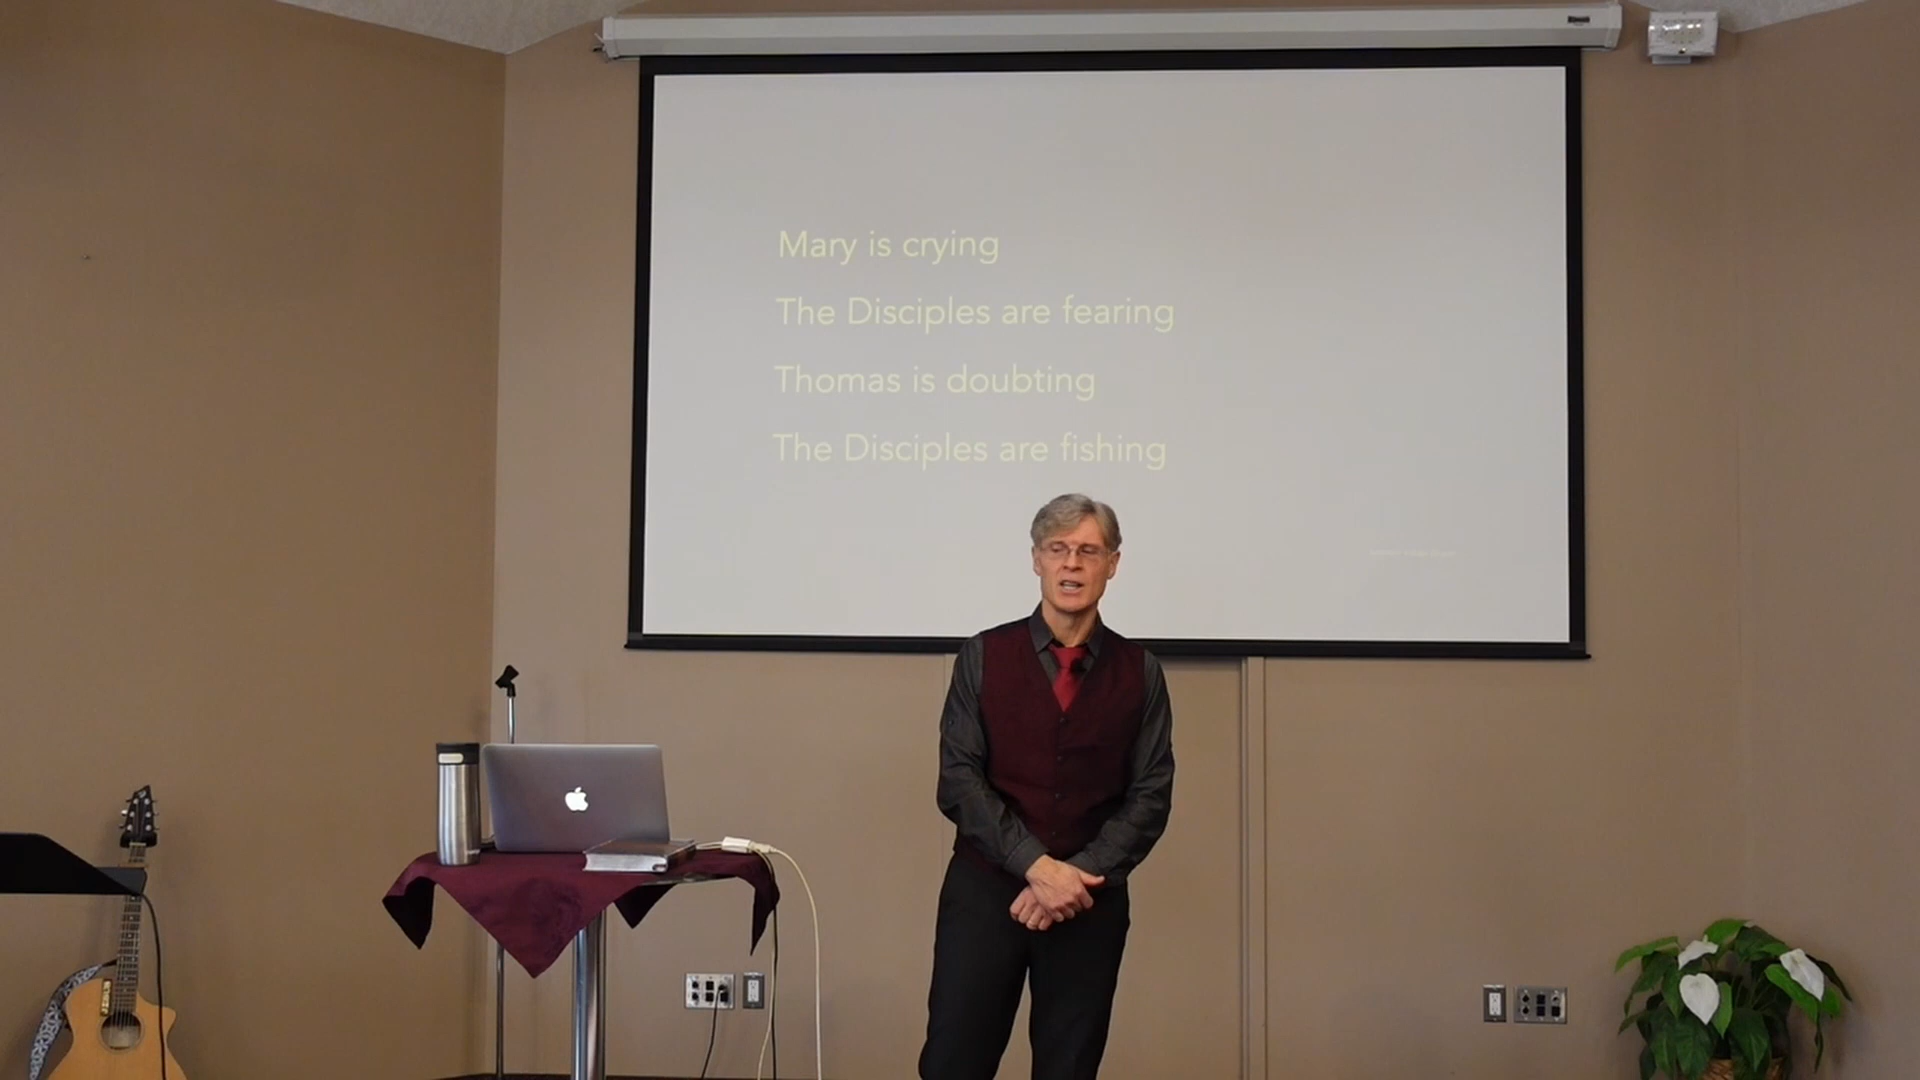 Mary is crying
The Disciples are fearing
Thomas is doubting
The Disciples are fishing